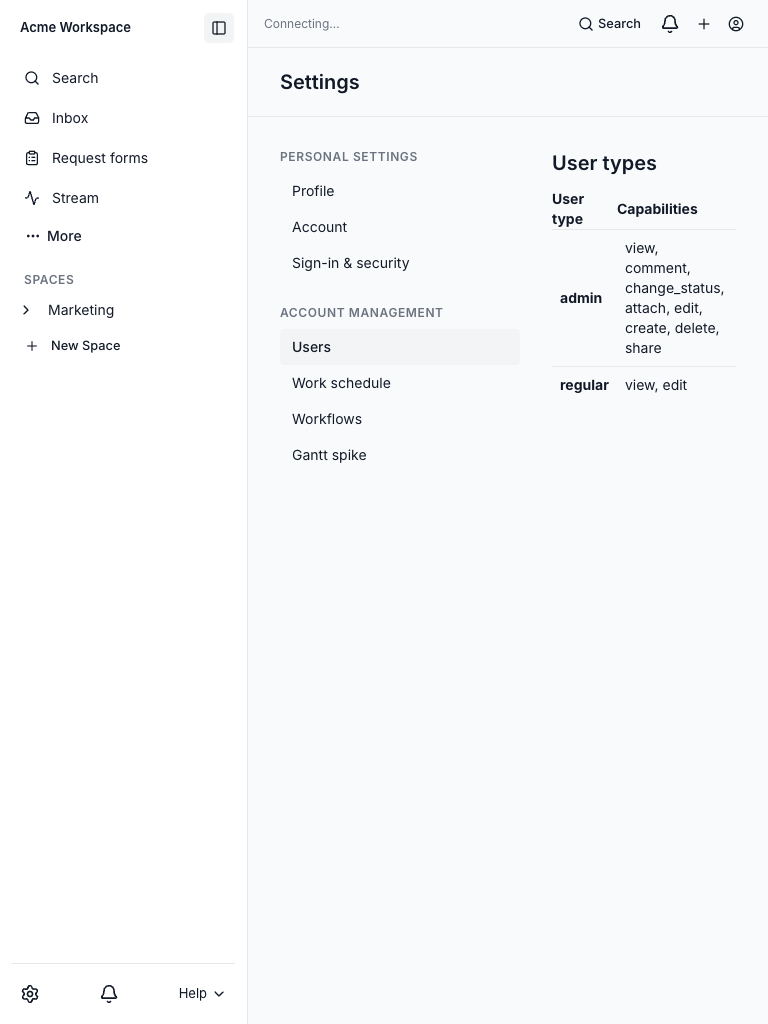 Acme Workspace
Search
Inbox
Request forms
Stream
More
SPACES
Marketing
New Space
Help
Connecting...
Search
Settings
PERSONAL SETTINGS
Profile
Account
Sign-in & security
ACCOUNT MANAGEMENT
Users
Work schedule
Workflows
Gantt spike
User types
User
type
Capabilities
admin
view,
comment,
change_status,
attach, edit,
create, delete,
share
regular
view, edit